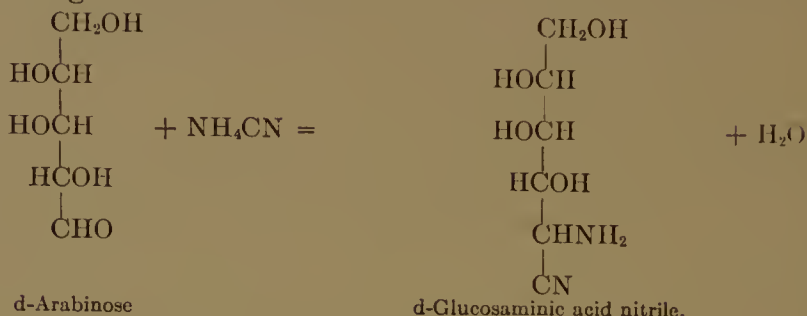 CH₂OH CH₂OH
HOCH HOCH
HOCH + NH₄CN = HOCH + H₂O
HCOH HCOH
CHO CHNH₂
CN
d-Arabinose d-Glucosaminic acid nitrile.